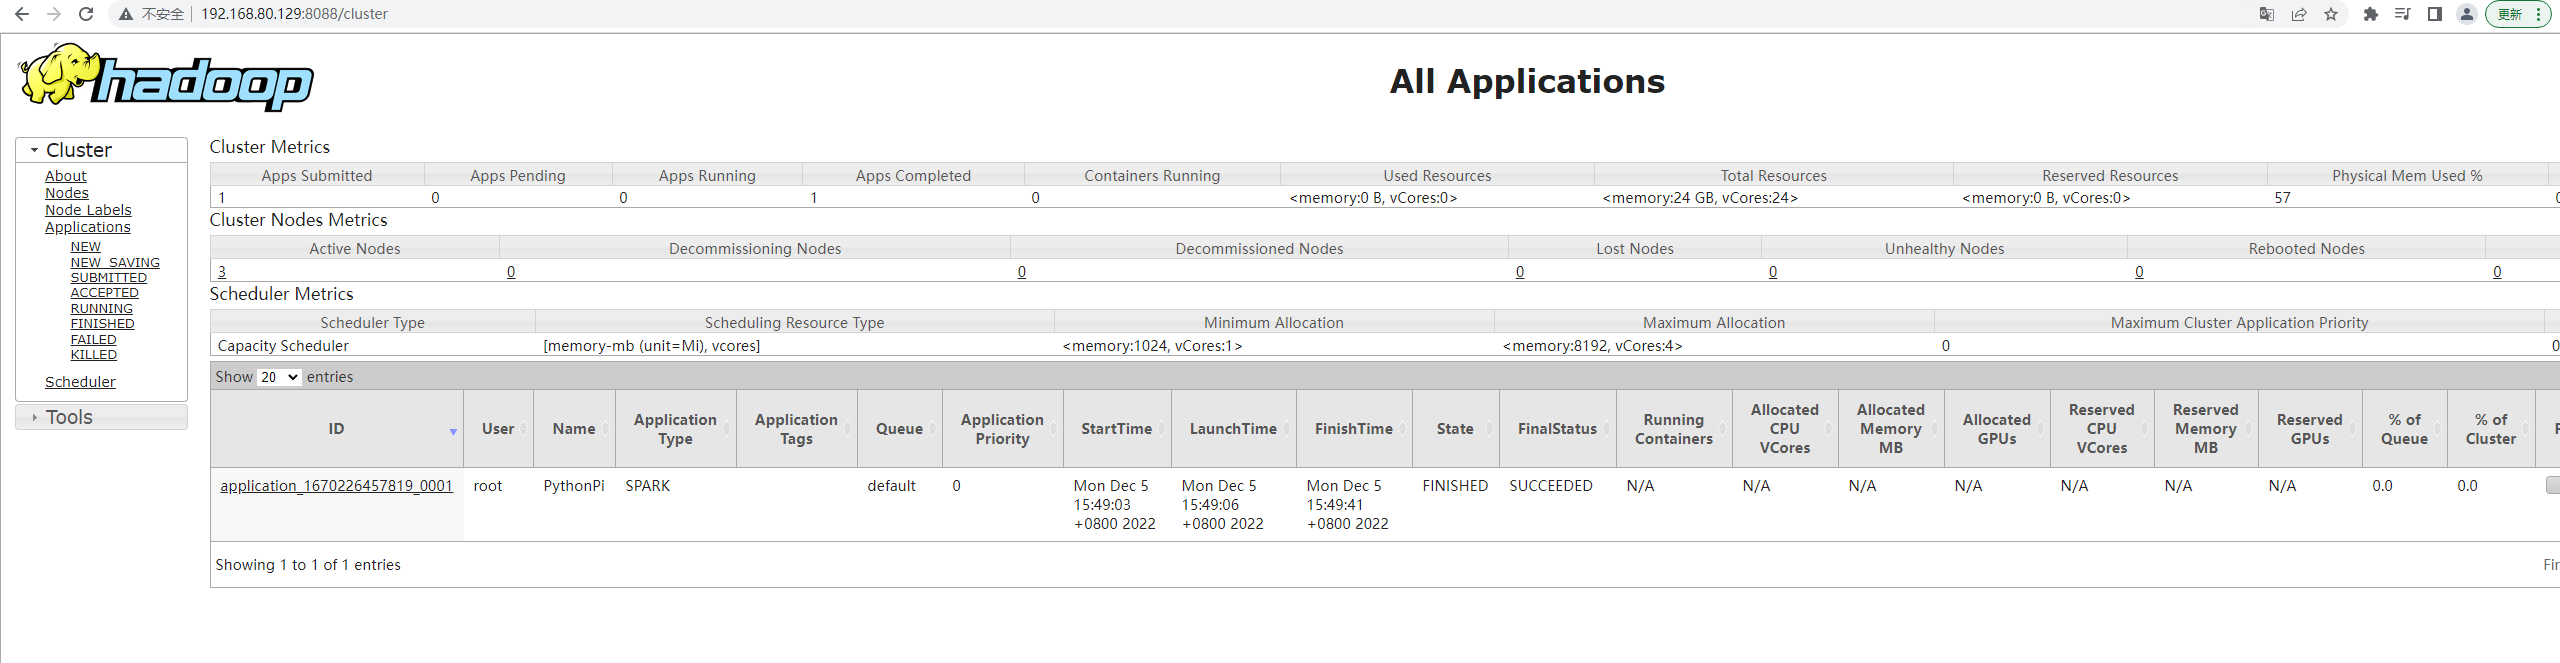 不安全 192.168.80.129:8088/cluster 更新
hadoop
All Applications
Cluster
About
Nodes
Node Labels
Applications
NEW
NEW_SAVING
SUBMITTED
ACCEPTED
RUNNING
FINISHED
FAILED
KILLED
Scheduler
Tools
Cluster Metrics
Apps Submitted Apps Pending Apps Running Apps Completed Containers Running Used Resources Total Resources Reserved Resources Physical Mem Used %
1 0 0 1 0 <memory:0 B, vCores:0> <memory:24 GB, vCores:24> <memory:0 B, vCores:0> 57
Cluster Nodes Metrics
Active Nodes Decommissioning Nodes Decommissioned Nodes Lost Nodes Unhealthy Nodes Rebooted Nodes
3 0 0 0 0 0 0
Scheduler Metrics
Scheduler Type Scheduling Resource Type Minimum Allocation Maximum Allocation Maximum Cluster Application Priority
Capacity Scheduler [memory-mb (unit=Mi), vcores] <memory:1024, vCores:1> <memory:8192, vCores:4> 0 0
Show 20 entries
ID User Name Application Type Application Tags Queue Application Priority StartTime LaunchTime FinishTime State FinalStatus Running Containers Allocated CPU VCores Allocated Memory MB Allocated GPUs Reserved CPU VCores Reserved Memory MB Reserved GPUs % of Queue % of Cluster
application_1670226457819_0001 root PythonPi SPARK default 0 Mon Dec 5 15:49:03 +0800 2022 Mon Dec 5 15:49:06 +0800 2022 Mon Dec 5 15:49:41 +0800 2022 FINISHED SUCCEEDED N/A N/A N/A N/A N/A N/A N/A 0.0 0.0
Showing 1 to 1 of 1 entries